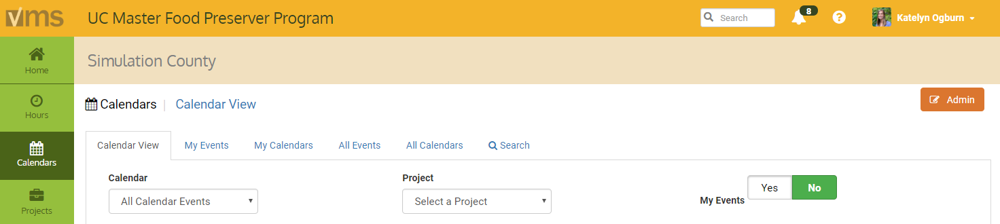 vms
UC Master Food Preserver Program
Search
8
Katelyn Ogburn
Home
Simulation County
Hours
Calendars
Calendar View
Admin
Calendars
Calendar View
My Events
My Calendars
All Events
All Calendars
Search
Projects
Calendar
All Calendar Events
Project
Select a Project
My Events
Yes
No